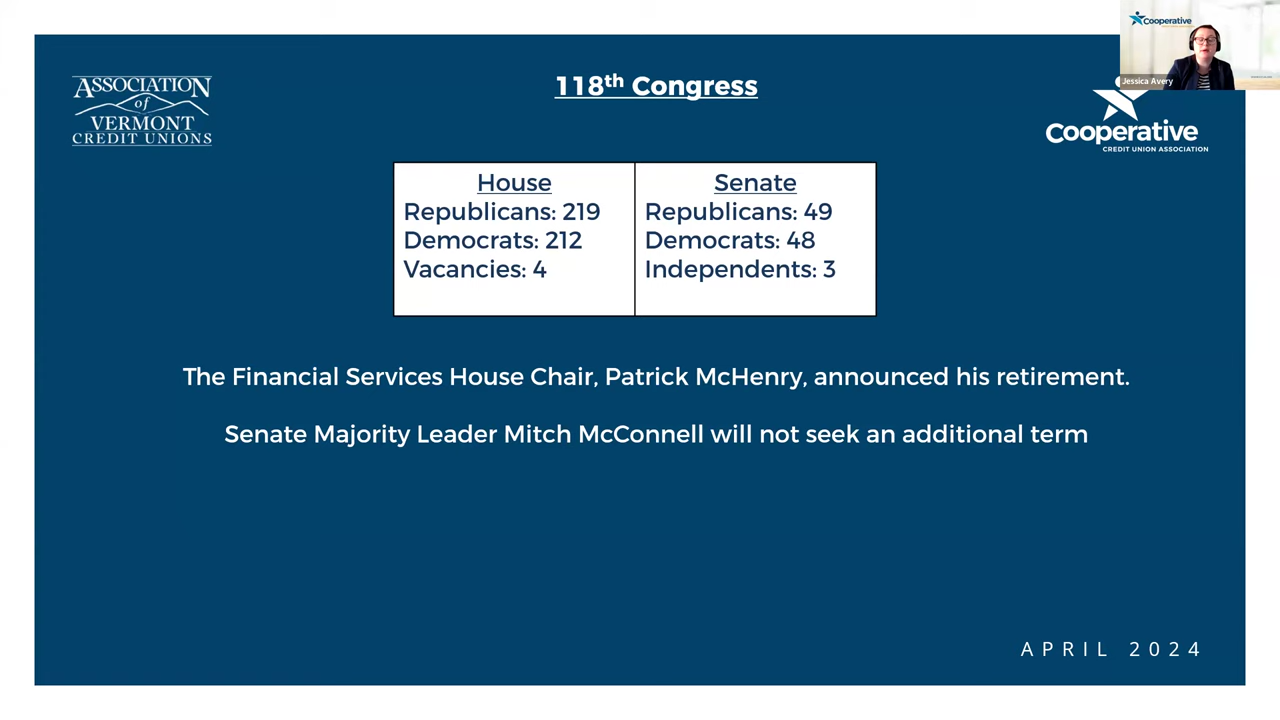 Cooperative
Jessica Avery
ASSOCIATION
of
VERMONT
CREDIT UNIONS
118th Congress
Cooperative
CREDIT UNION ASSOCIATION
House
Republicans: 219
Democrats: 212
Vacancies: 4
Senate
Republicans: 49
Democrats: 48
Independents: 3
The Financial Services House Chair, Patrick McHenry, announced his retirement.
Senate Majority Leader Mitch McConnell will not seek an additional term
APRIL 2024